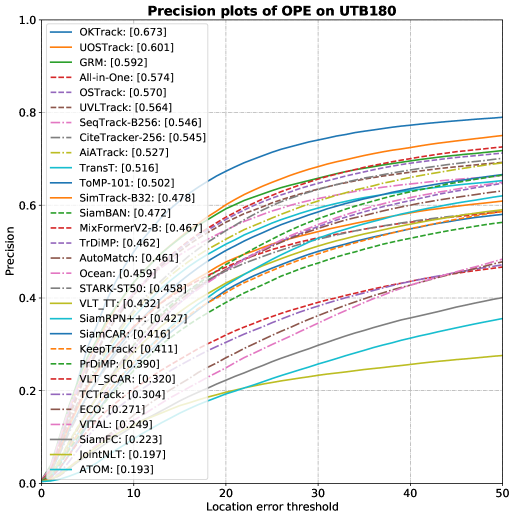 Precision plots of OPE on UTB180
1.0
0.8
0.6
0.4
0.2
0.0
Precision
OKTrack: [0.673]
UOSTrack: [0.601]
GRM: [0.592]
All-in-One: [0.574]
OSTrack: [0.570]
UVLTrack: [0.564]
SeqTrack-B256: [0.546]
CiteTracker-256: [0.545]
AiATrack: [0.527]
TransT: [0.516]
ToMP-101: [0.502]
SimTrack-B32: [0.478]
SiamBAN: [0.472]
MixFormerV2-B: [0.467]
TrDiMP: [0.462]
AutoMatch: [0.461]
Ocean: [0.459]
STARK-ST50: [0.458]
VLT_TT: [0.432]
SiamRPN++: [0.427]
SiamCAR: [0.416]
KeepTrack: [0.411]
PrDiMP: [0.390]
VLT_SCAR: [0.320]
TCTrack: [0.304]
ECO: [0.271]
VITAL: [0.249]
SiamFC: [0.223]
JointNLT: [0.197]
ATOM: [0.193]
0 10 20 30 40 50
Location error threshold